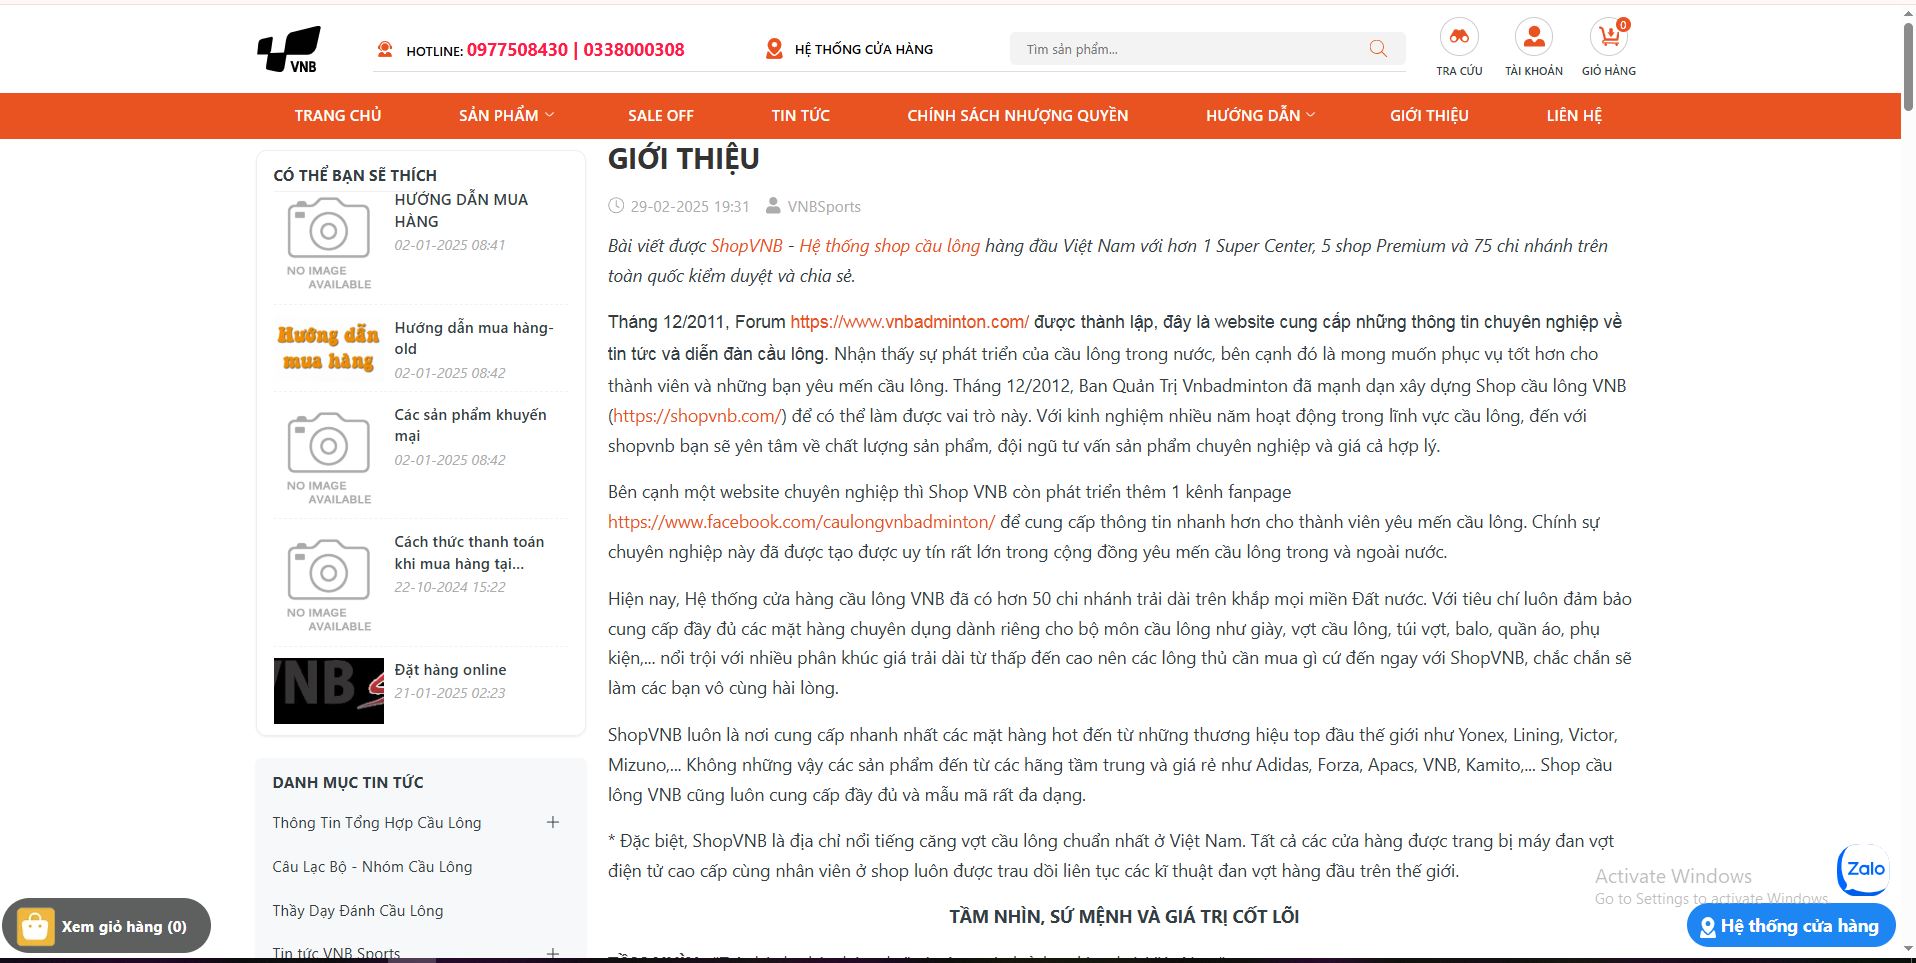 VNB
HOTLINE: 0977508430 | 0338000308
HỆ THỐNG CỬA HÀNG
Tìm sản phẩm...
TRA CỨU
TÀI KHOẢN
0
GIỎ HÀNG
TRANG CHỦ
SẢN PHẨM
SALE OFF
TIN TỨC
CHÍNH SÁCH NHƯỢNG QUYỀN
HƯỚNG DẪN
GIỚI THIỆU
LIÊN HỆ
CÓ THỂ BẠN SẼ THÍCH
NO IMAGE
AVAILABLE
HƯỚNG DẪN MUA
HÀNG
02-01-2025 08:41
Hướng dẫn
mua hàng
Hướng dẫn mua hàng-
old
02-01-2025 08:42
NO IMAGE
AVAILABLE
Các sản phẩm khuyến
mại
02-01-2025 08:42
NO IMAGE
AVAILABLE
Cách thức thanh toán
khi mua hàng tại...
22-10-2024 15:22
VNB S
Đặt hàng online
21-01-2025 02:23
DANH MỤC TIN TỨC
Thông Tin Tổng Hợp Cầu Lông
Câu Lạc Bộ - Nhóm Cầu Lông
Thầy Dạy Đánh Cầu Lông
Tin tức VNB Sports
Xem giỏ hàng (0)
GIỚI THIỆU
29-02-2025 19:31 VNBSports
Bài viết được ShopVNB - Hệ thống shop cầu lông hàng đầu Việt Nam với hơn 1 Super Center, 5 shop Premium và 75 chi nhánh trên
toàn quốc kiểm duyệt và chia sẻ.
Tháng 12/2011, Forum https://www.vnbadminton.com/ được thành lập, đây là website cung cấp những thông tin chuyên nghiệp về
tin tức và diễn đàn cầu lông. Nhận thấy sự phát triển của cầu lông trong nước, bên cạnh đó là mong muốn phục vụ tốt hơn cho
thành viên và những bạn yêu mến cầu lông. Tháng 12/2012, Ban Quản Trị Vnbadminton đã mạnh dạn xây dựng Shop cầu lông VNB
(https://shopvnb.com/) để có thể làm được vai trò này. Với kinh nghiệm nhiều năm hoạt động trong lĩnh vực cầu lông, đến với
shopvnb bạn sẽ yên tâm về chất lượng sản phẩm, đội ngũ tư vấn sản phẩm chuyên nghiệp và giá cả hợp lý.
Bên cạnh một website chuyên nghiệp thì Shop VNB còn phát triển thêm 1 kênh fanpage
https://www.facebook.com/caulongvnbadminton/ để cung cấp thông tin nhanh hơn cho thành viên yêu mến cầu lông. Chính sự
chuyên nghiệp này đã được tạo được uy tín rất lớn trong cộng đồng yêu mến cầu lông trong và ngoài nước.
Hiện nay, Hệ thống cửa hàng cầu lông VNB đã có hơn 50 chi nhánh trải dài trên khắp mọi miền Đất nước. Với tiêu chí luôn đảm bảo
cung cấp đầy đủ các mặt hàng chuyên dụng dành riêng cho bộ môn cầu lông như giày, vợt cầu lông, túi vợt, balo, quần áo, phụ
kiện,... nổi trội với nhiều phân khúc giá trải dài từ thấp đến cao nên các lông thủ cần mua gì cứ đến ngay với ShopVNB, chắc chắn sẽ
làm các bạn vô cùng hài lòng.
ShopVNB luôn là nơi cung cấp nhanh nhất các mặt hàng hot đến từ những thương hiệu top đầu thế giới như Yonex, Lining, Victor,
Mizuno,... Không những vậy các sản phẩm đến từ các hãng tầm trung và giá rẻ như Adidas, Forza, Apacs, VNB, Kamito,... Shop cầu
lông VNB cũng luôn cung cấp đầy đủ và mẫu mã rất đa dạng.
* Đặc biệt, ShopVNB là địa chỉ nổi tiếng căng vợt cầu lông chuẩn nhất ở Việt Nam. Tất cả các cửa hàng được trang bị máy đan vợt
điện tử cao cấp cùng nhân viên ở shop luôn được trau dồi liên tục các kĩ thuật đan vợt hàng đầu trên thế giới.
TẦM NHÌN, SỨ MỆNH VÀ GIÁ TRỊ CỐT LÕI
Zalo
Activate Windows
Go to Settings to activate Windows.
Hệ thống cửa hàng